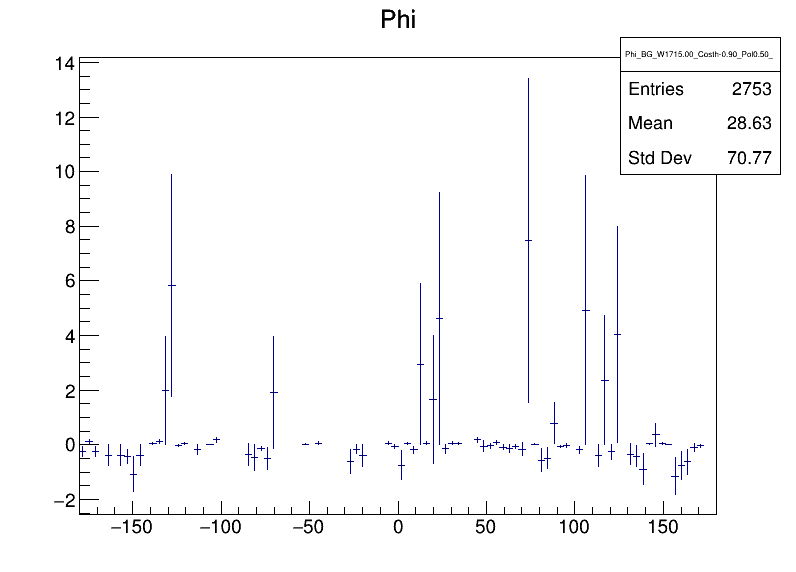 Phi
Phi_BG_W1715.00_Costh-0.90_Pol0.50_
Entries 2753
Mean 28.63
Std Dev 70.77
14
12
10
8
6
4
2
0
−2
−150 −100 −50 0 50 100 150